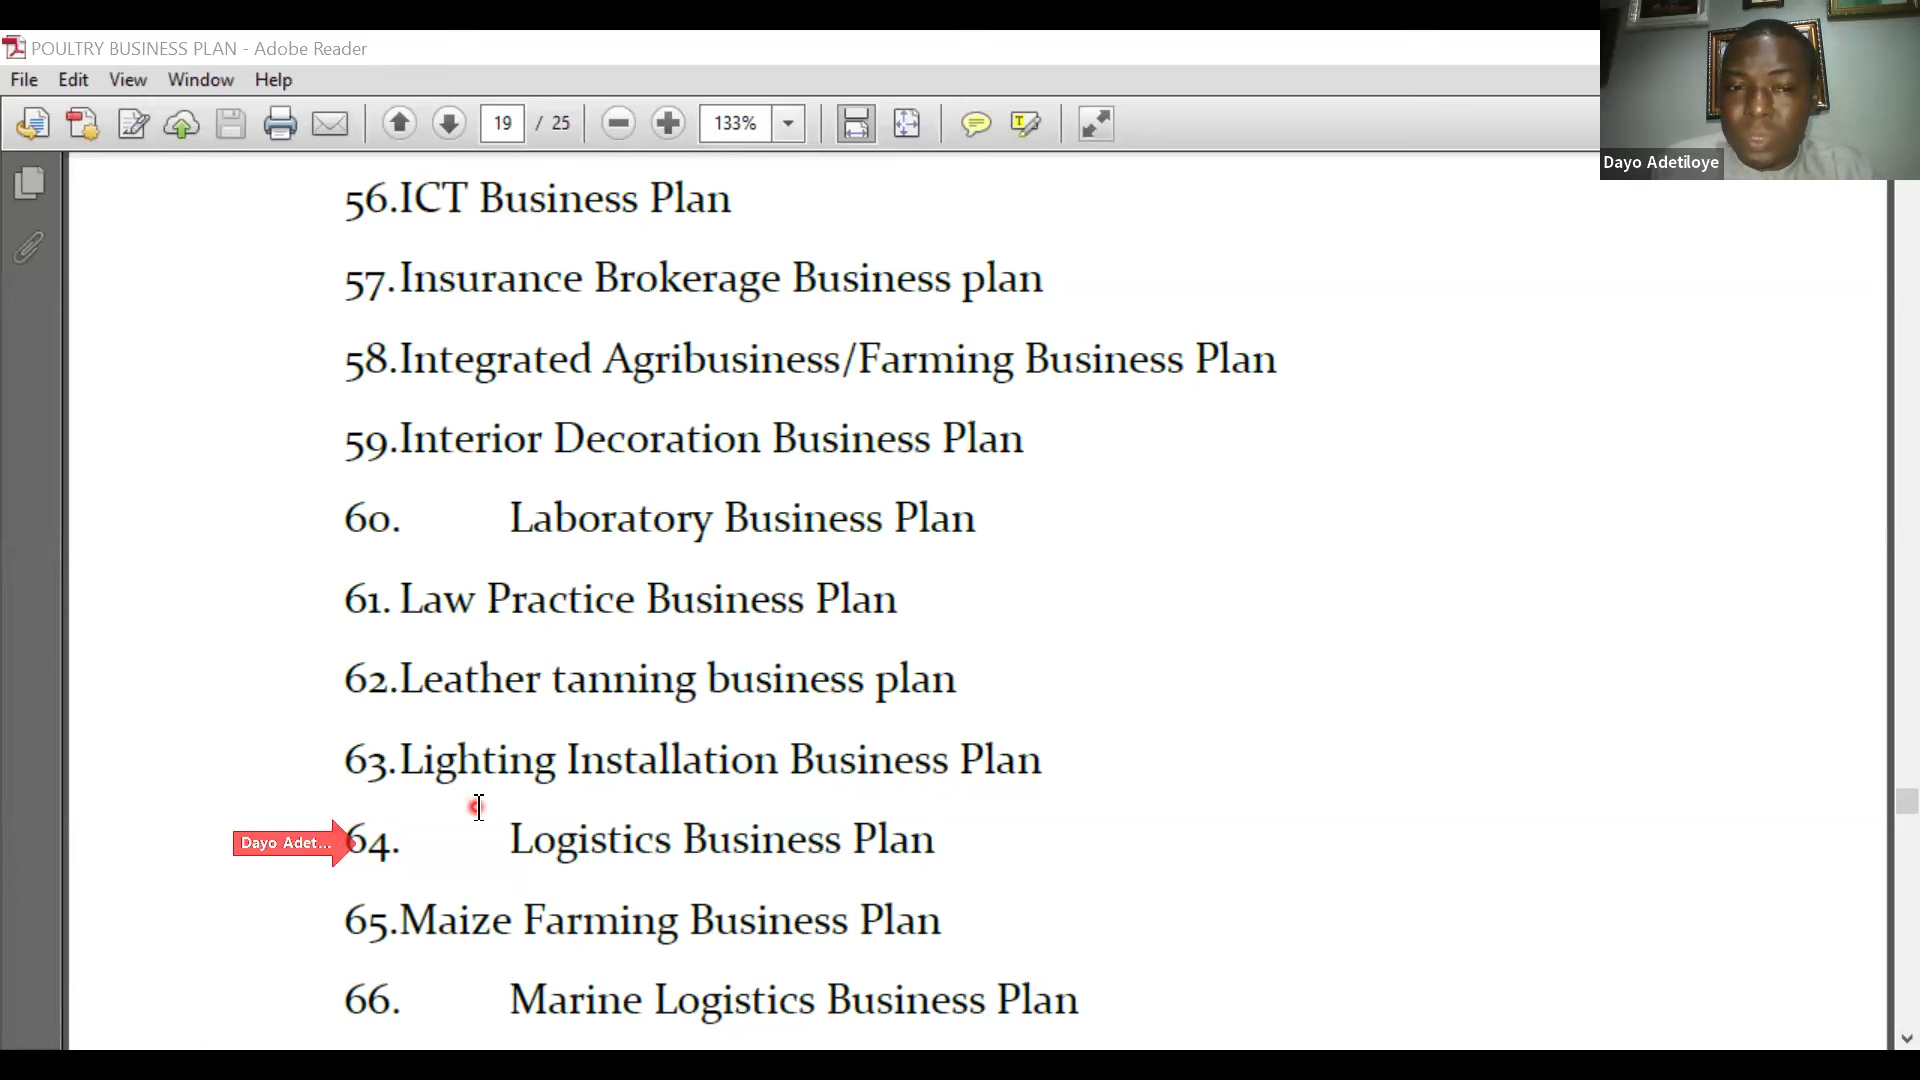 POULTRY BUSINESS PLAN - Adobe Reader
File Edit View Window Help
19 / 25 133%
Dayo Adetiloye
56.ICT Business Plan
57.Insurance Brokerage Business plan
58.Integrated Agribusiness/Farming Business Plan
59.Interior Decoration Business Plan
60. Laboratory Business Plan
61. Law Practice Business Plan
62.Leather tanning business plan
63.Lighting Installation Business Plan
Dayo Adet...
64. Logistics Business Plan
65.Maize Farming Business Plan
66. Marine Logistics Business Plan